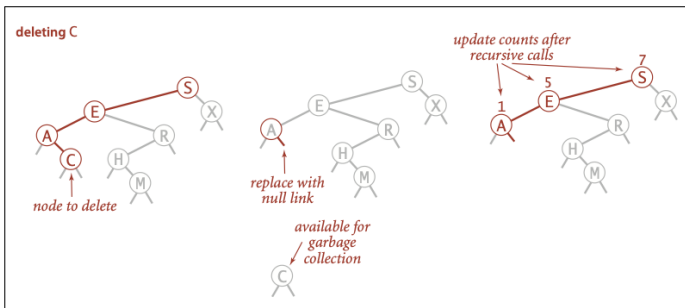 deleting C
S
E
X
A
R
C
H
M
node to delete
S
E
X
A
R
H
M
replace with
null link
available for
garbage
collection
C
update counts after
recursive calls
7
S
5
E
X
1
A
R
H
M